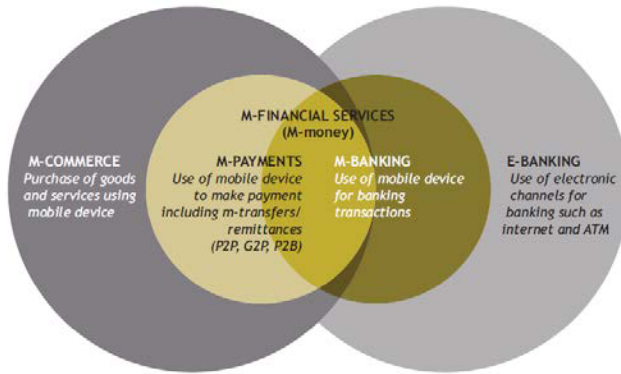 M-FINANCIAL SERVICES
(M-money)
M-COMMERCE
Purchase of goods
and services using
mobile device
M-PAYMENTS
Use of mobile device
to make payment
including m-transfers/
remittances
(P2P, G2P, P2B)
M-BANKING
Use of mobile device
for banking
transactions
E-BANKING
Use of electronic
channels for
banking such as
internet and ATM